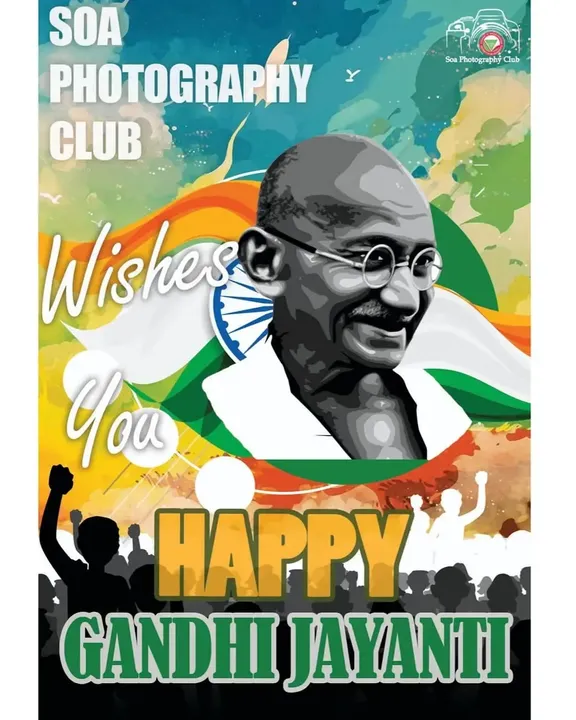 SOA
PHOTOGRAPHY
CLUB
Soa Photography Club
Wishes
You
HAPPY
GANDHI JAYANTI